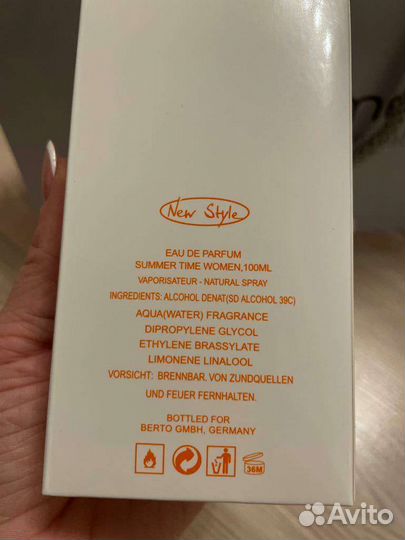 New Style
EAU DE PARFUM
SUMMER TIME WOMEN,100ML
VAPORISATEUR - NATURAL SPRAY
INGREDIENTS: ALCOHOL DENAT(SD ALCOHOL 39C)
AQUA(WATER) FRAGRANCE
DIPROPYLENE GLYCOL
ETHYLENE BRASSYLATE
LIMONENE LINALOOL
VORSICHT: BRENNBAR. VON ZUNDQUELLEN
UND FEUER FERNHALTEN.
BOTTLED FOR
BERTO GMBH, GERMANY
36M
Avito